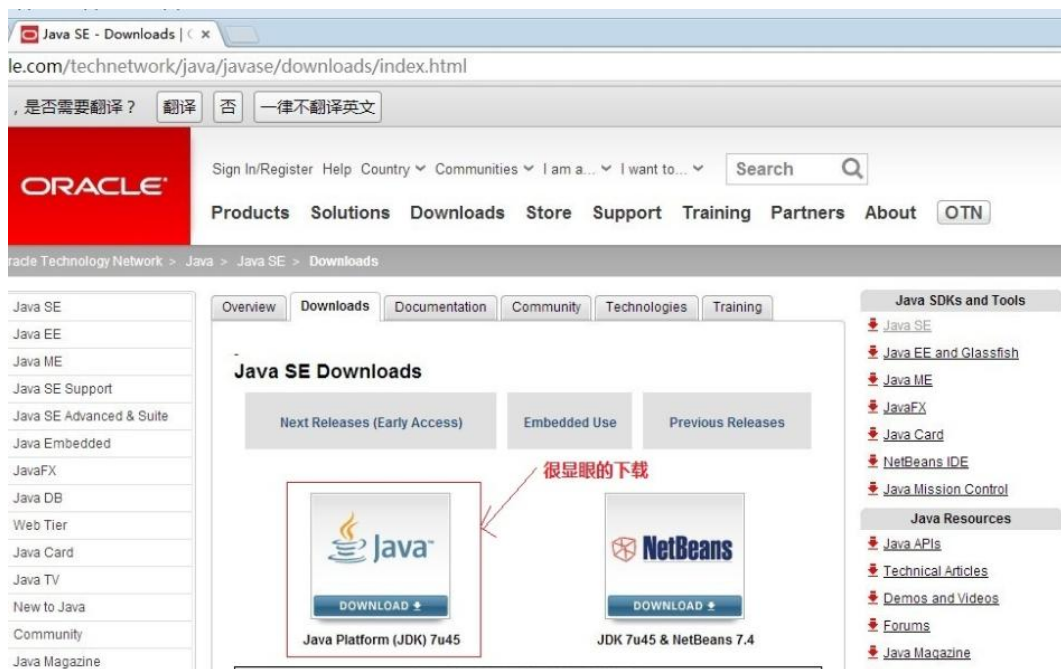 Java SE - Downloads |
le.com/technetwork/java/javase/downloads/index.html
，是否需要翻译？ 翻译 否 一律不翻译英文
ORACLE
Sign In/Register Help Country Communities I am a... I want to... Search
Products Solutions Downloads Store Support Training Partners About OTN
racle Technology Network > Java > Java SE > Downloads
Java SE
Java EE
Java ME
Java SE Support
Java SE Advanced & Suite
Java Embedded
JavaFX
Java DB
Web Tier
Java Card
Java TV
New to Java
Community
Java Magazine
Overview Downloads Documentation Community Technologies Training
Java SE Downloads
Next Releases (Early Access) Embedded Use Previous Releases
很显眼的下载
Java
DOWNLOAD
Java Platform (JDK) 7u45
NetBeans
DOWNLOAD
JDK 7u45 & NetBeans 7.4
Java SDKs and Tools
Java SE
Java EE and Glassfish
Java ME
JavaFX
Java Card
NetBeans IDE
Java Mission Control
Java Resources
Java APIs
Technical Articles
Demos and Videos
Forums
Java Magazine